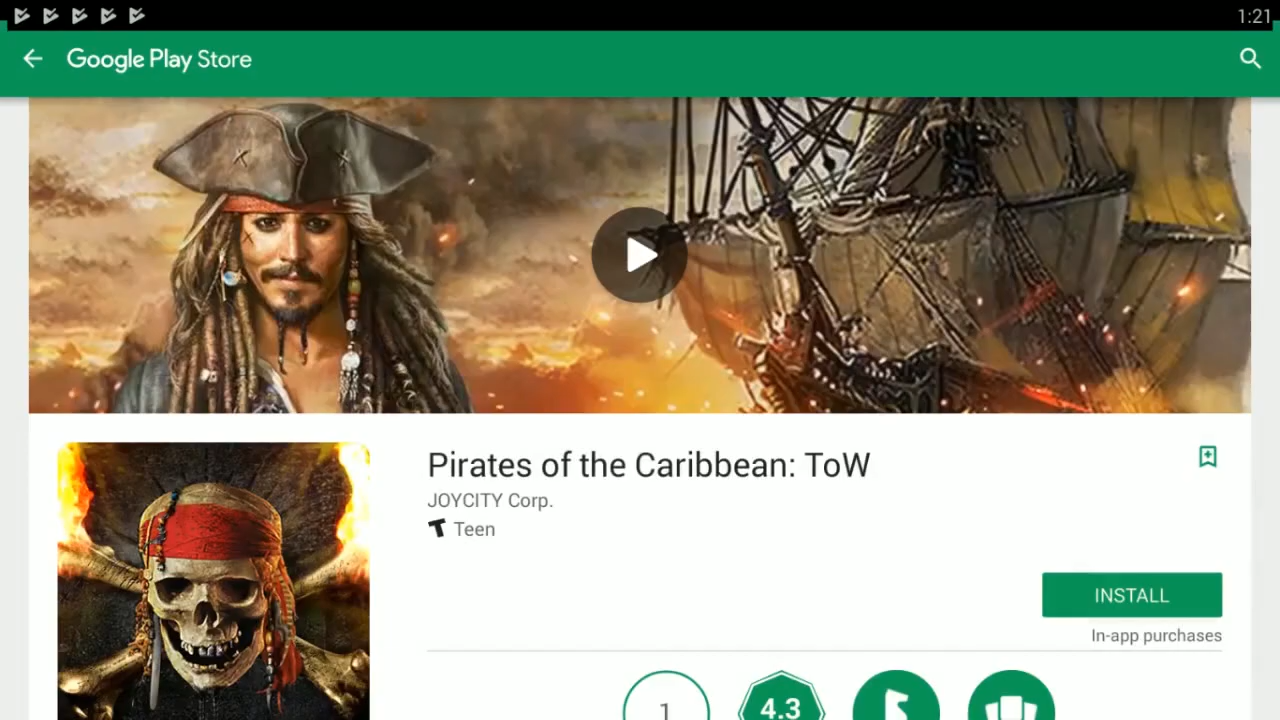 1:21
Google Play Store
Pirates of the Caribbean: ToW
JOYCITY Corp.
T Teen
INSTALL
In-app purchases
1
4.3